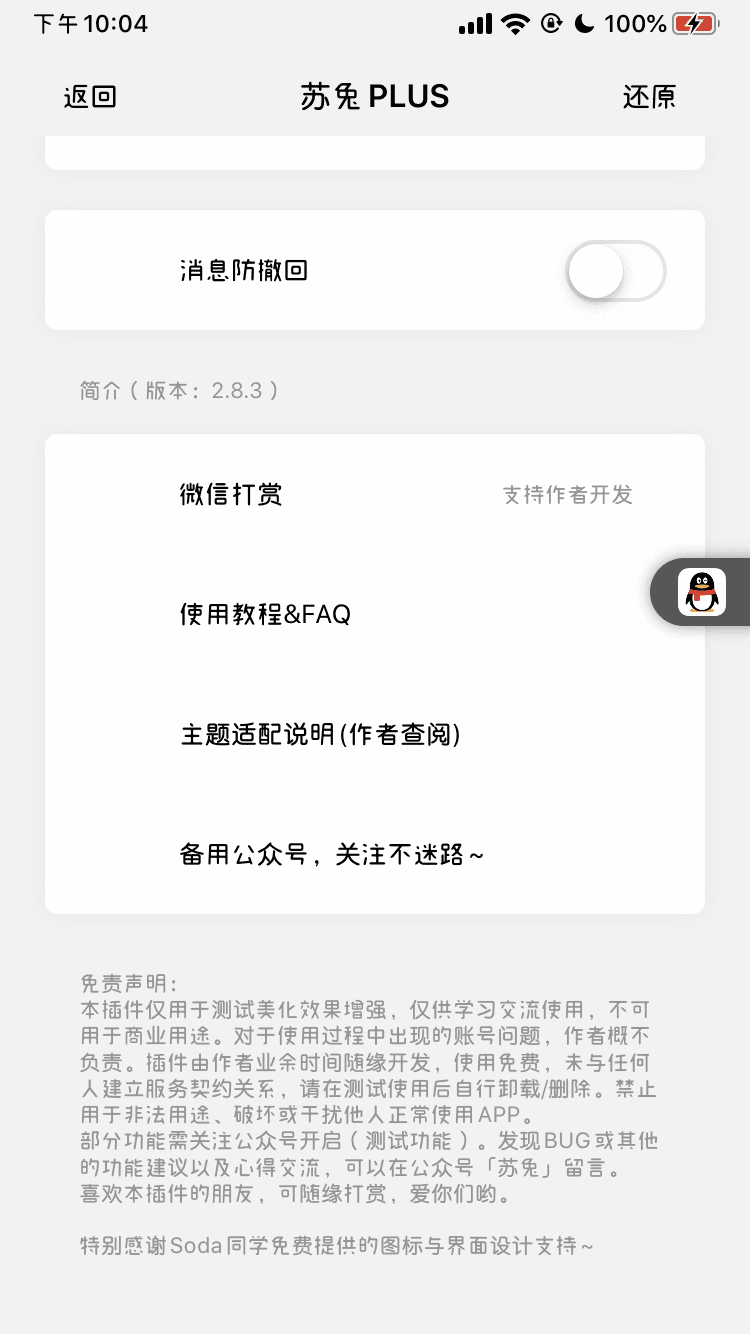 下午10:04
100%
返回
苏兔 PLUS
还原
消息防撤回
简介（版本：2.8.3）
微信打赏
支持作者开发
使用教程&FAQ
主题适配说明(作者查阅)
备用公众号，关注不迷路~
免责声明：
本插件仅用于测试美化效果增强，仅供学习交流使用，不可
用于商业用途。对于使用过程中出现的账号问题，作者概不
负责。插件由作者业余时间随缘开发，使用免费，未与任何
人建立服务契约关系，请在测试使用后自行卸载/删除。禁止
用于非法用途、破坏或干扰他人正常使用APP。
部分功能需关注公众号开启（测试功能）。发现BUG或其他
的功能建议以及心得交流，可以在公众号「苏兔」留言。
喜欢本插件的朋友，可随缘打赏，爱你们哟。
特别感谢Soda同学免费提供的图标与界面设计支持~